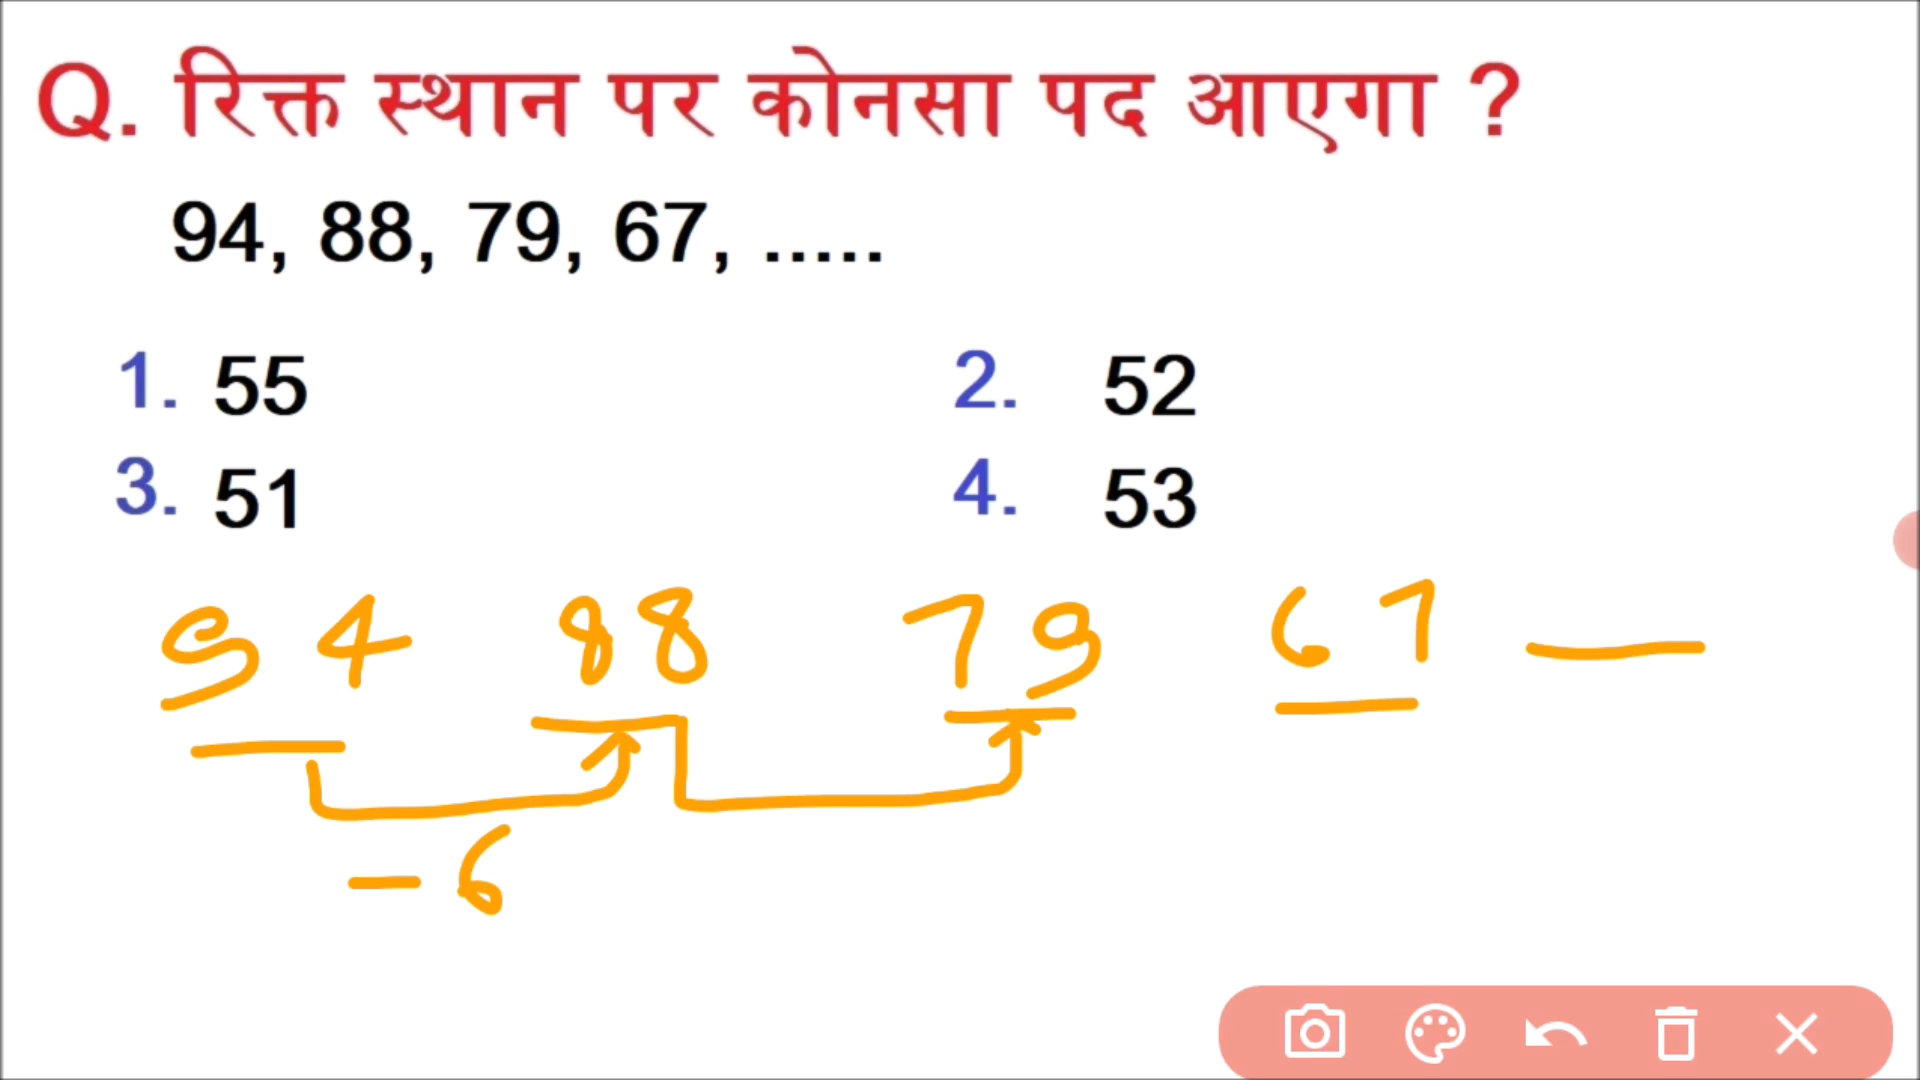 Q. रिक्त स्थान पर कोनसा पद आएगा ?
94, 88, 79, 67, .....
1. 55 2. 52
3. 51 4. 53
94 88 79 67 —
- 6